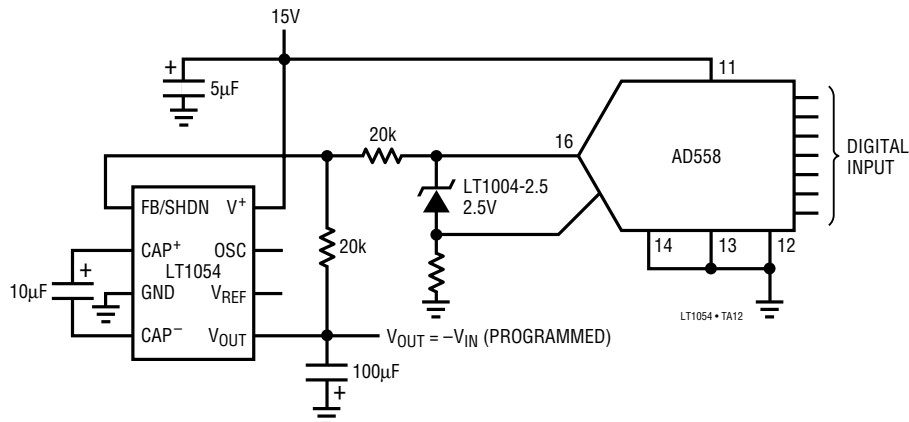 15V
+
5μF
11
20k
16
AD558
DIGITAL
INPUT
LT1004-2.5
2.5V
FB/SHDN V+
CAP+ OSC
LT1054
GND VREF
CAP− VOUT
+
10μF
20k
14 13 12
LT1054 • TA12
VOUT = –VIN (PROGRAMMED)
100μF
+